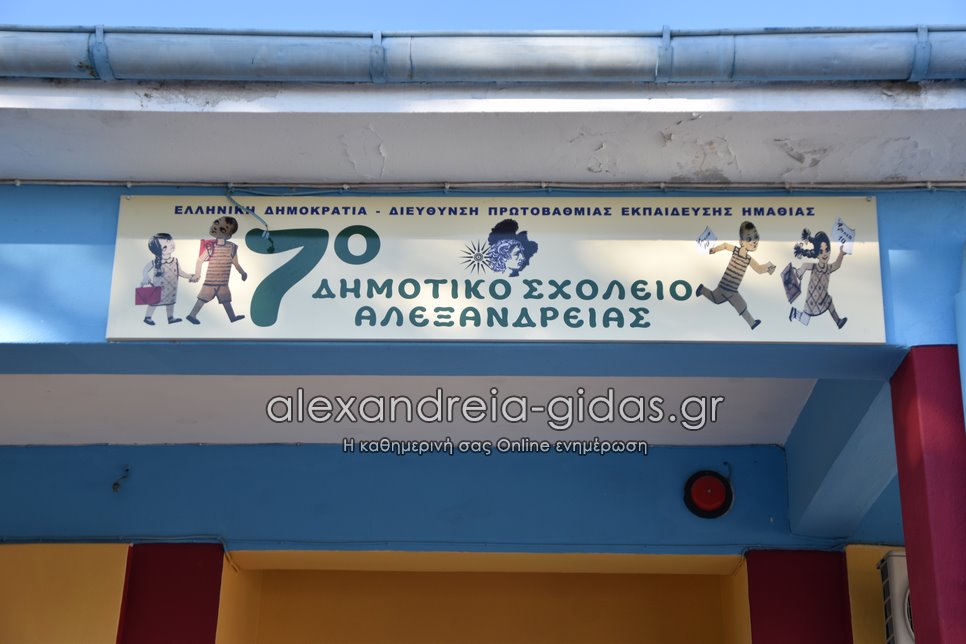 ΕΛΛΗΝΙΚΗ ΔΗΜΟΚΡΑΤΙΑ - ΔΙΕΥΘΥΝΣΗ ΠΡΩΤΟΒΑΘΜΙΑΣ ΕΚΠΑΙΔΕΥΣΗΣ ΗΜΑΘΙΑΣ
7ο
ΔΗΜΟΤΙΚΟ ΣΧΟΛΕΙΟ
ΑΛΕΞΑΝΔΡΕΙΑΣ
alexandreia-gidas.gr
Η καθημερινή σας Online ενημέρωση